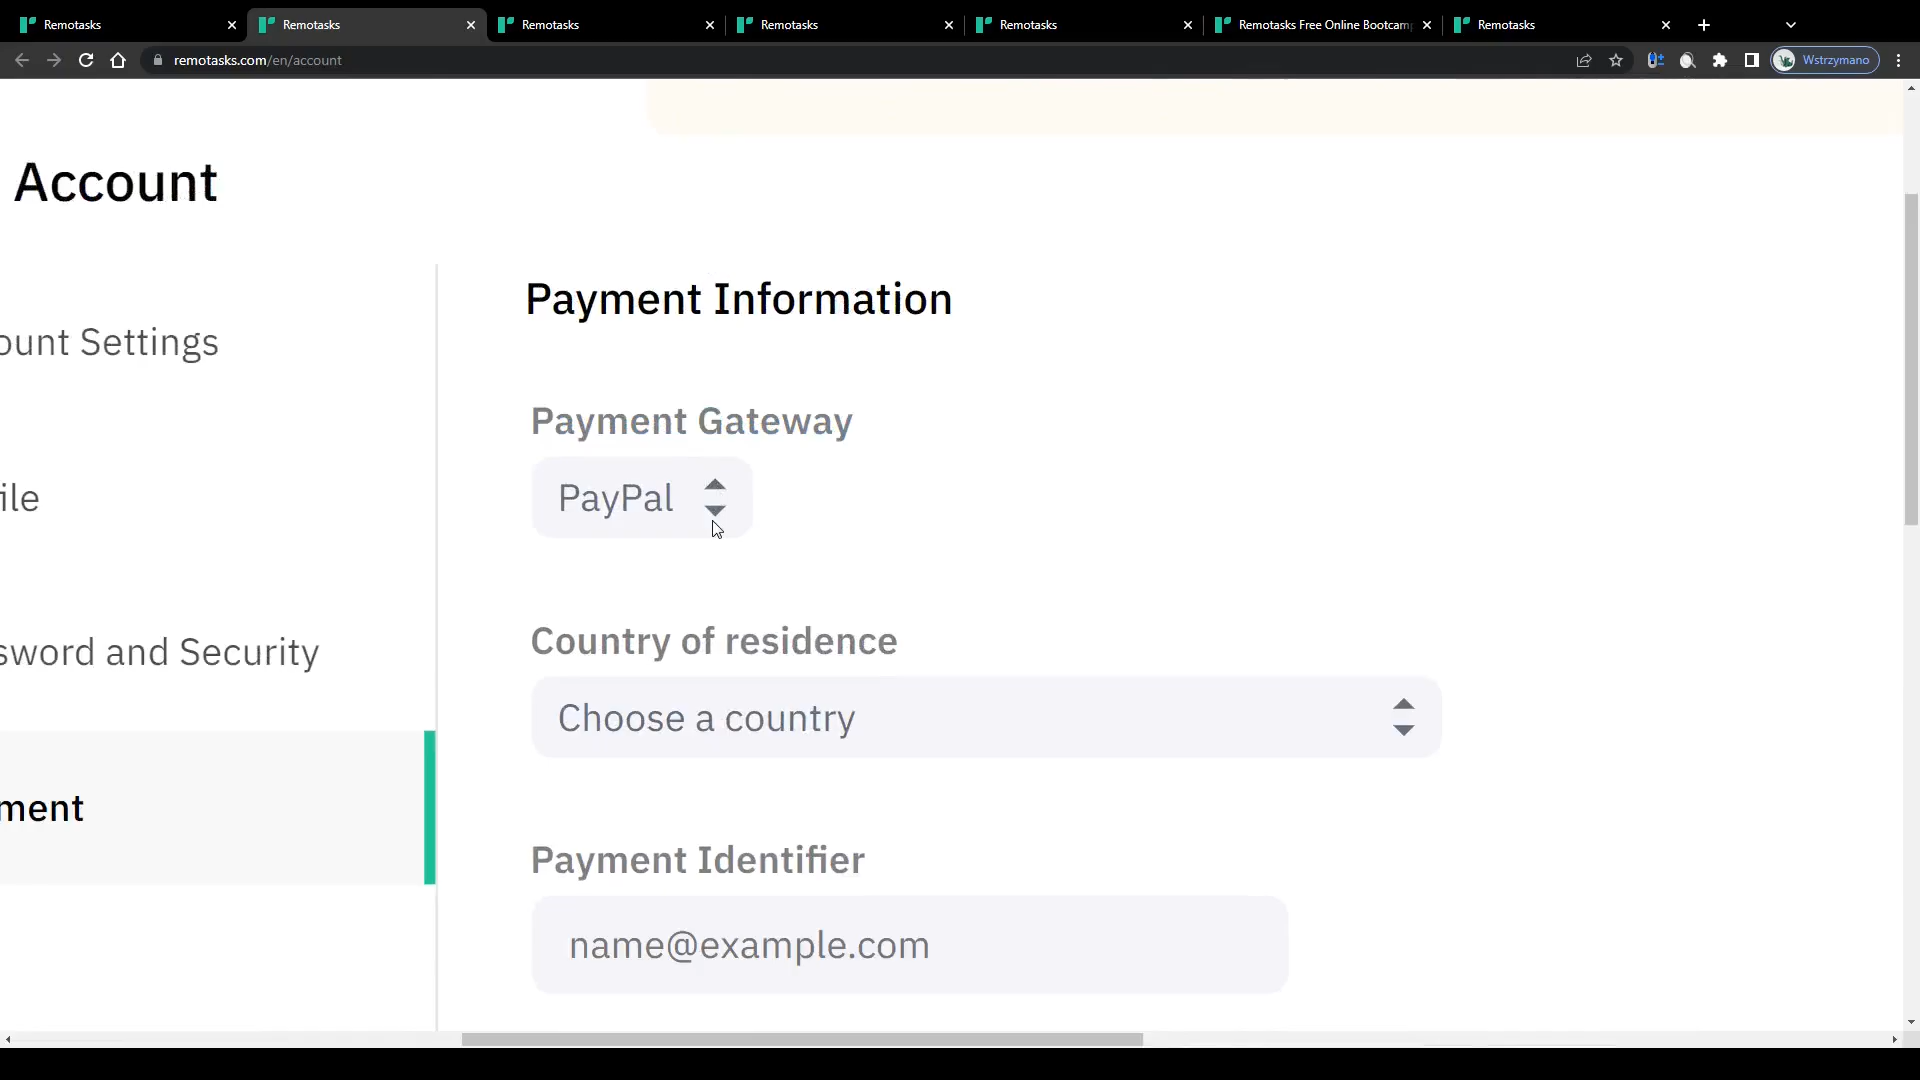 Remotasks
Remotasks
Remotasks
Remotasks
Remotasks
Remotasks Free Online Bootcam
Remotasks
remotasks.com/en/account
Wstrzymano
Account
ount Settings
ile
sword and Security
ment
Payment Information
Payment Gateway
PayPal
Country of residence
Choose a country
Payment Identifier
name@example.com